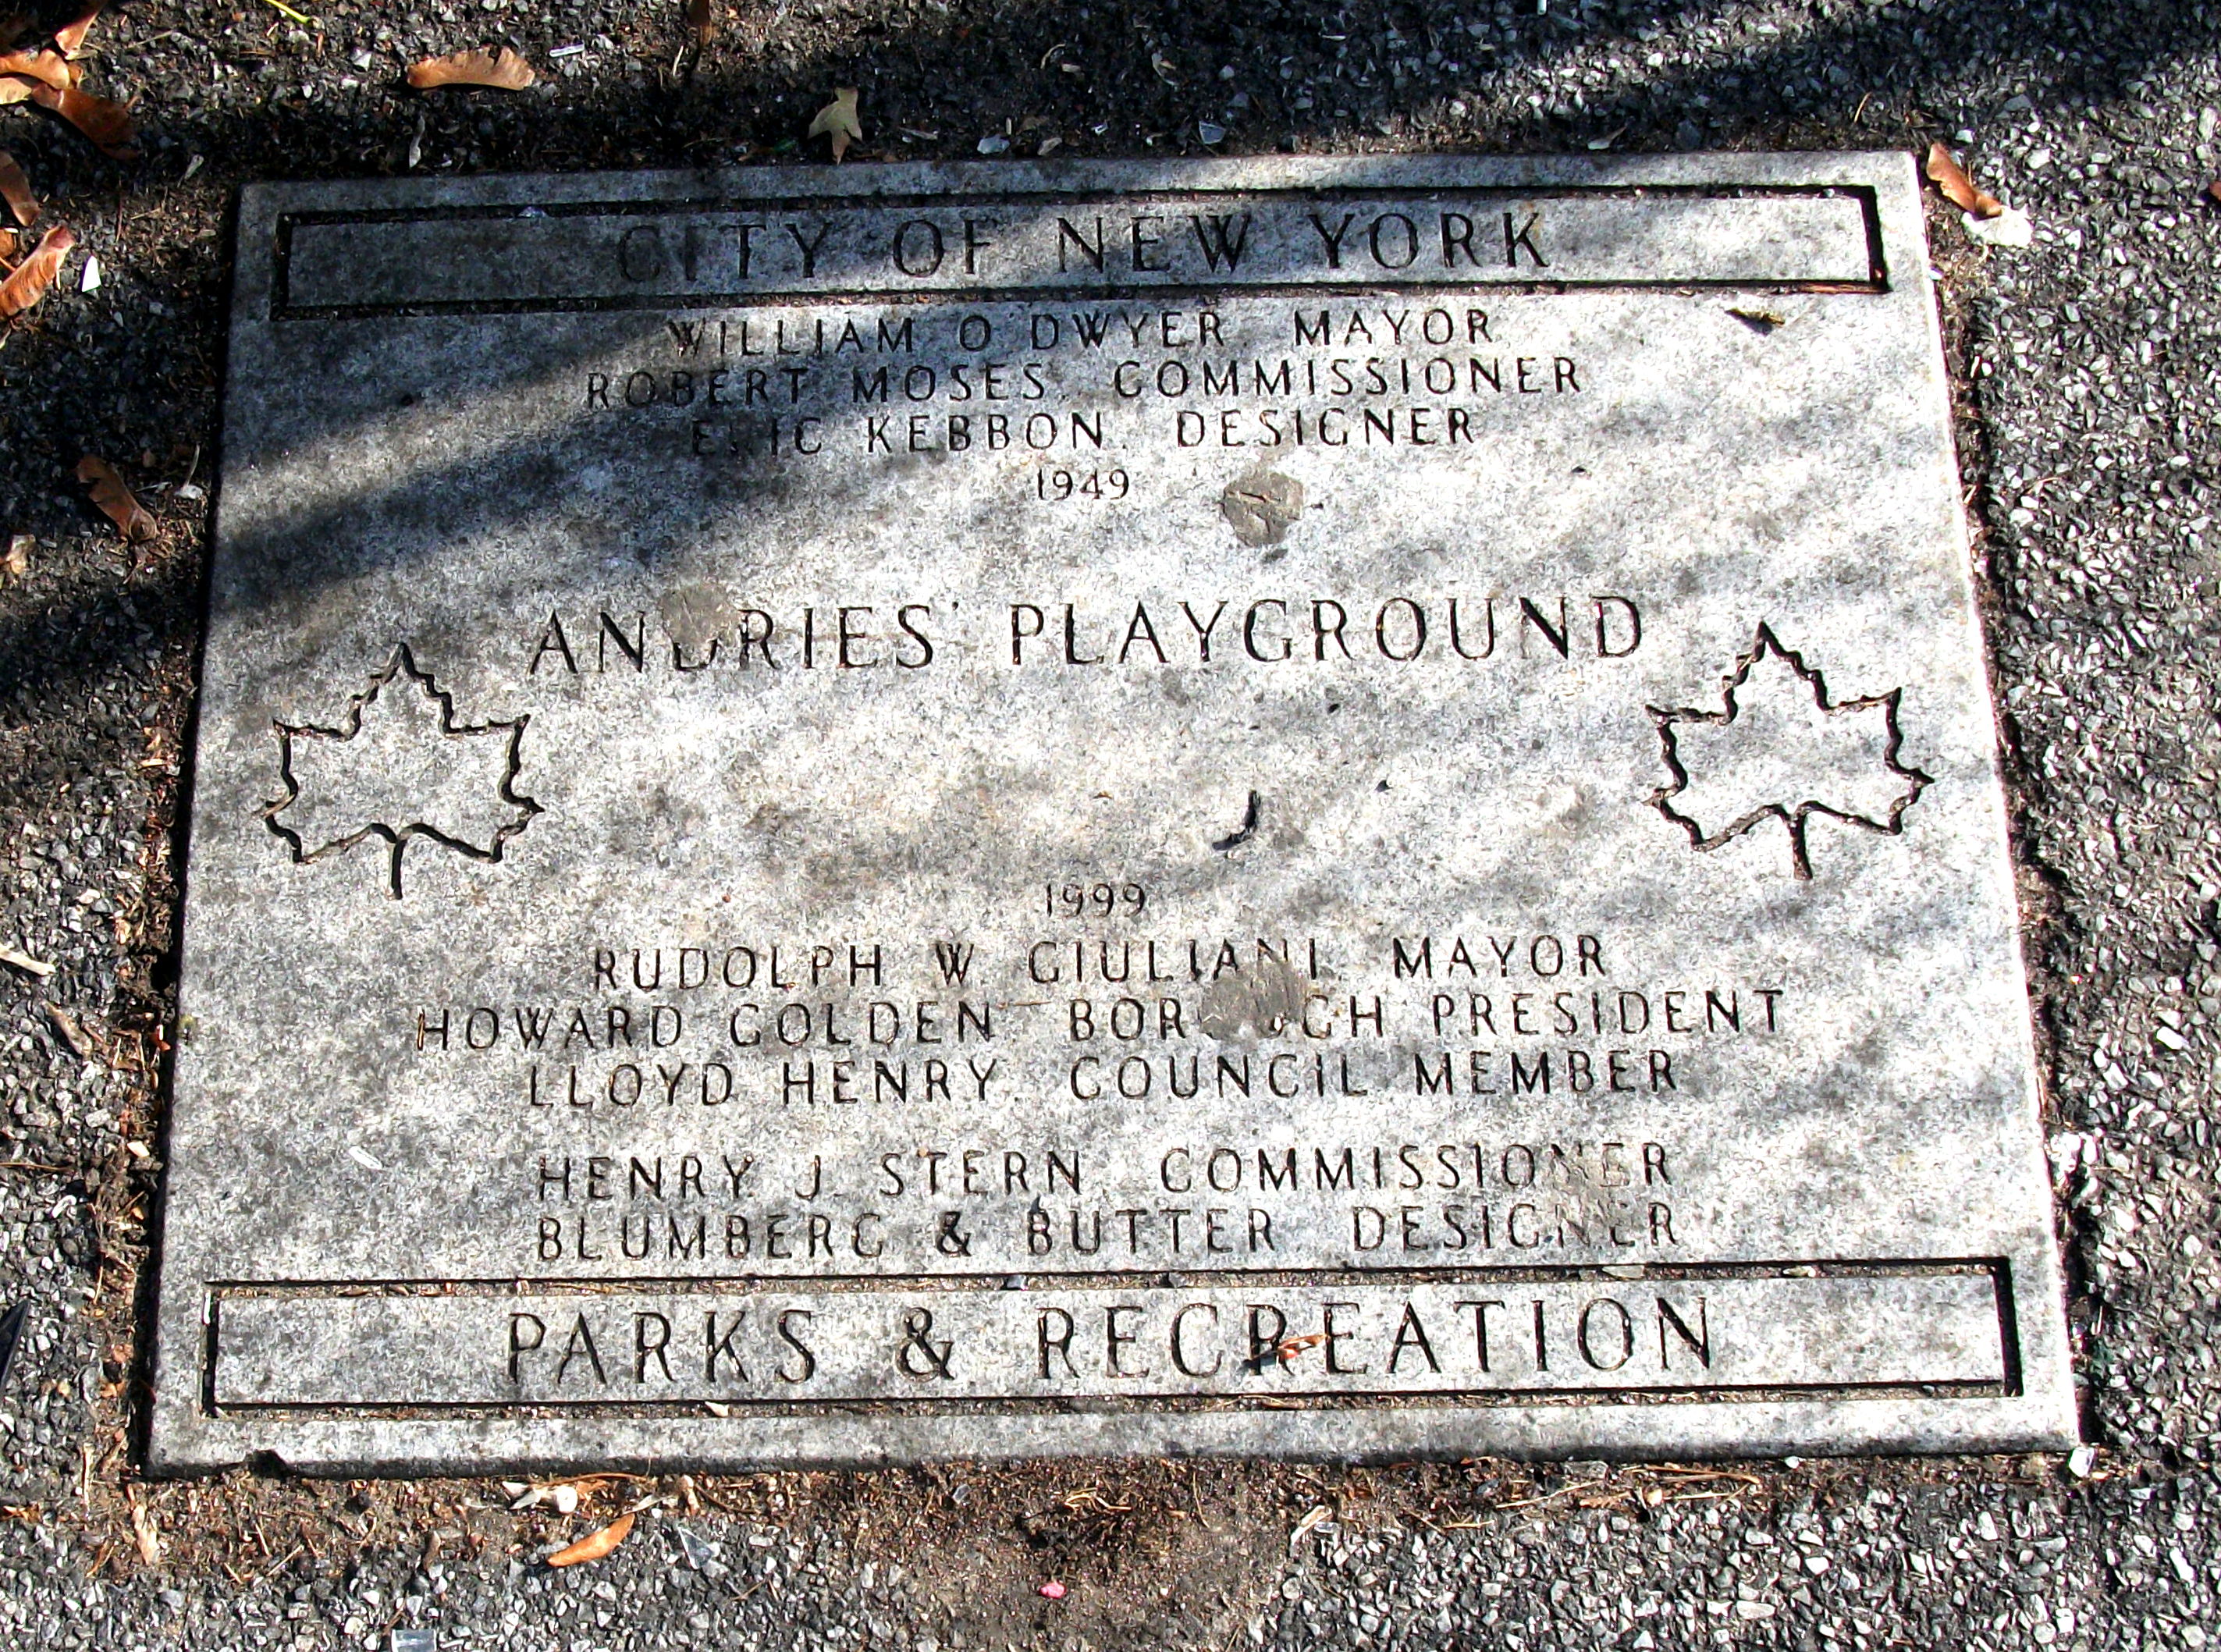 CITY OF NEW YORK
WILLIAM O'DWYER, MAYOR
ROBERT MOSES, COMMISSIONER
ERIC KEBBON, DESIGNER
1949
ANDRIES' PLAYGROUND
1999
RUDOLPH W. GIULIANI, MAYOR
HOWARD GOLDEN, BOROUGH PRESIDENT
LLOYD HENRY, COUNCIL MEMBER
HENRY J. STERN, COMMISSIONER
BLUMBERG & BUTTER, DESIGNER
PARKS & RECREATION